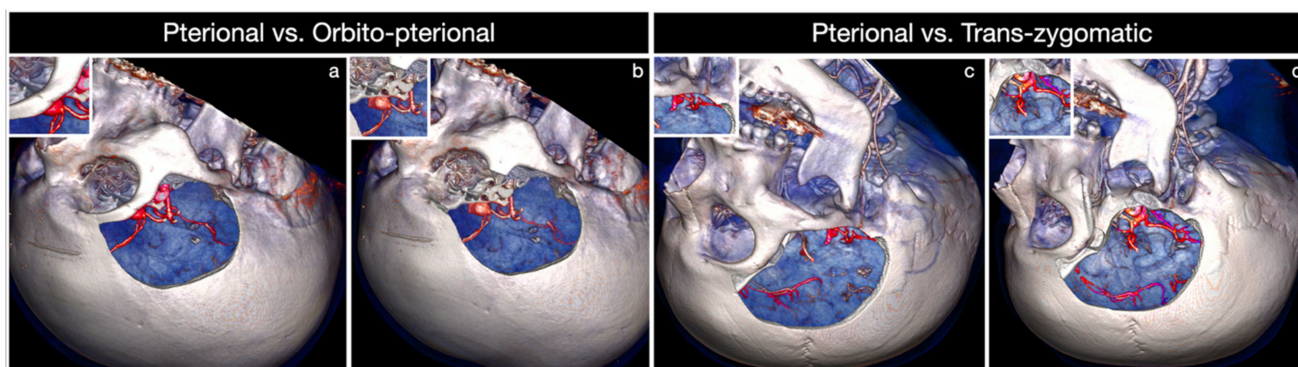 Pterional vs. Orbito-pterional
Pterional vs. Trans-zygomatic
a
b
c
d